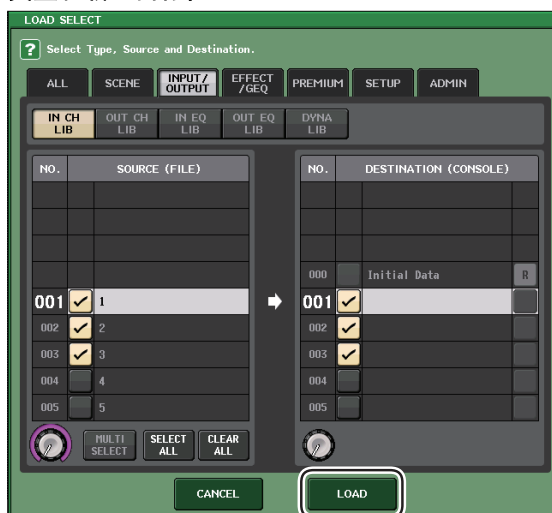 LOAD SELECT
? Select Type, Source and Destination.
ALL SCENE INPUT/ OUTPUT EFFECT /GEQ PREMIUM SETUP ADMIN
IN CH LIB OUT CH LIB IN EQ LIB OUT EQ LIB DYNA LIB
NO. SOURCE (FILE) NO. DESTINATION (CONSOLE)
000 Initial Data R
001 1 001
002 2 002
003 3 003
004 4 004
005 5 005
MULTI SELECT SELECT ALL CLEAR ALL
CANCEL LOAD